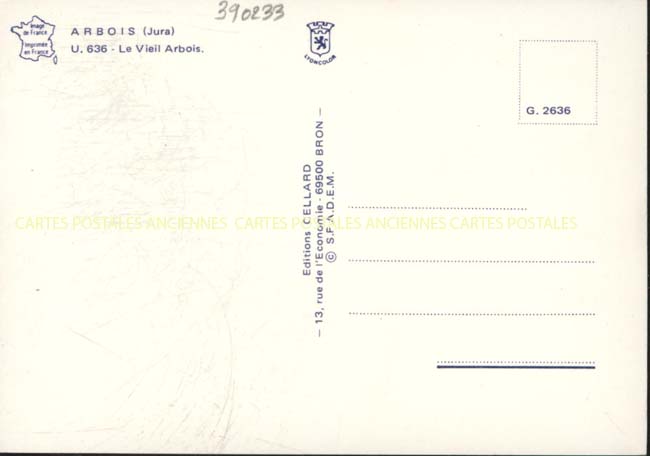 390233
Image
de France
Imprimée
en France
ARBOIS (Jura)
U. 636 - Le Vieil Arbois.
LYONCOLOR
G. 2636
Editions CELLARD
— 13, rue de l'Economie - 69500 BRON —
© S.P.A.D.E.M.
CARTES POSTALES ANCIENNES CARTES POSTALES ANCIENNES CARTES POSTALES